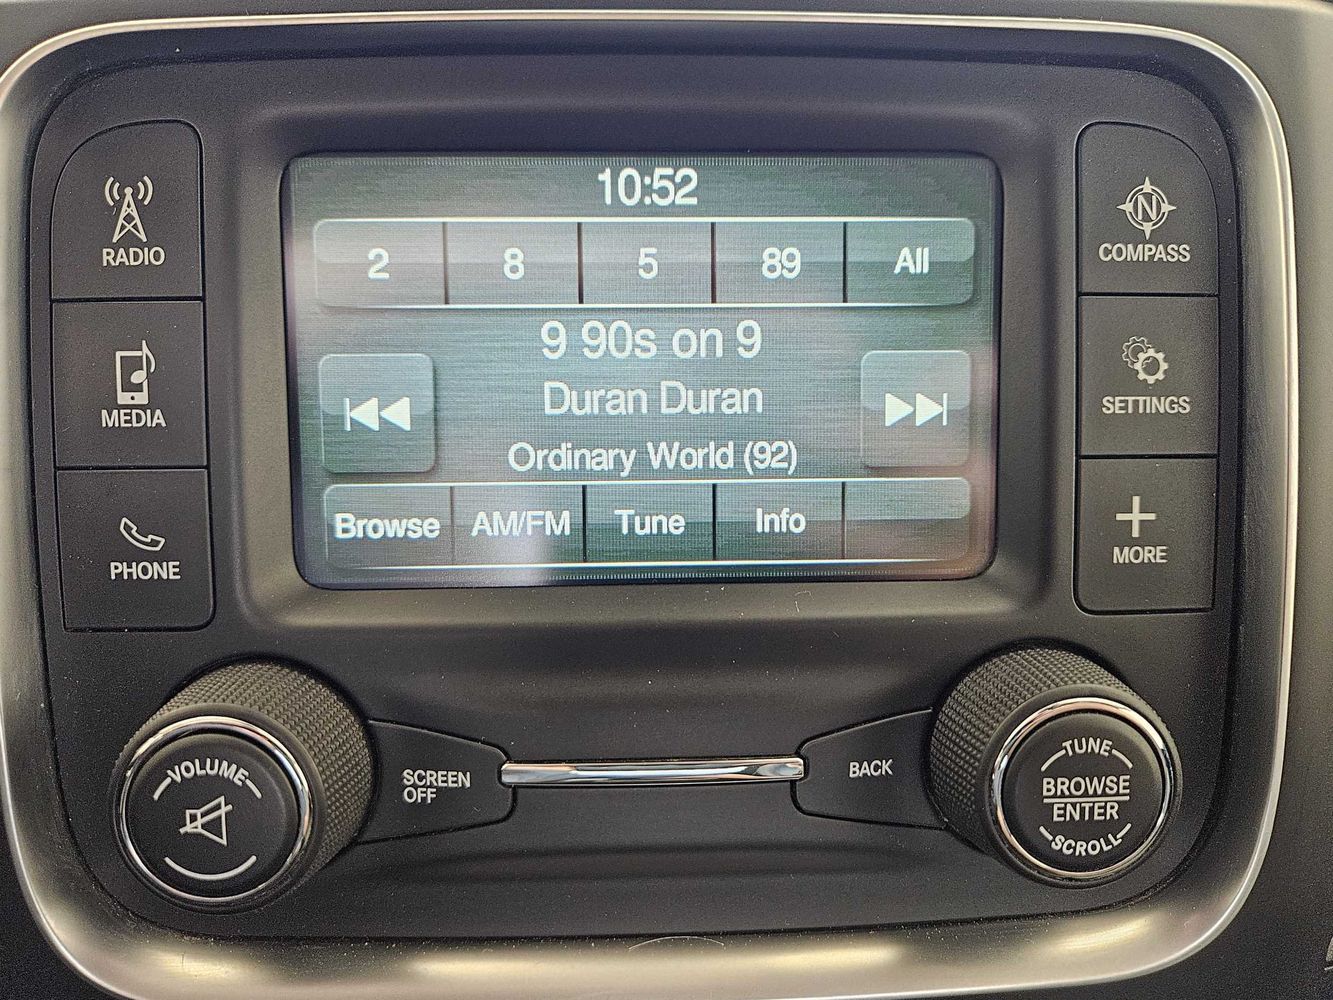 10:52
2 8 5 89 All
9 90s on 9
Duran Duran
Ordinary World (92)
Browse AM/FM Tune Info
RADIO
MEDIA
PHONE
N
COMPASS
SETTINGS
MORE
VOLUME
SCREEN
OFF
BACK
TUNE
BROWSE
ENTER
SCROLL